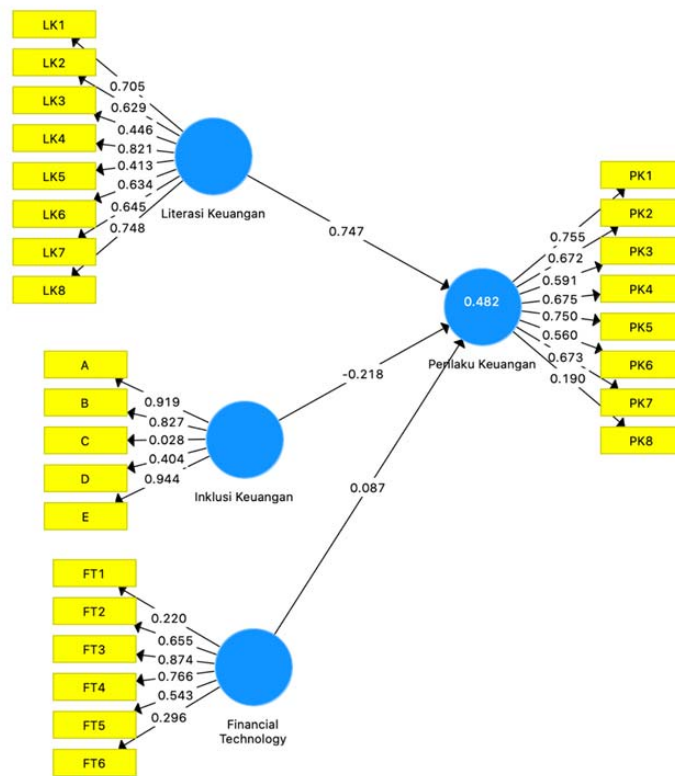 LK1
LK2
LK3
LK4
LK5
LK6
LK7
LK8
0.705
0.629
0.446
0.821
0.413
0.634
0.645
0.748
Literasi Keuangan
0.747
A
B
C
D
E
0.919
0.827
0.028
0.404
0.944
Inklusi Keuangan
-0.218
FT1
FT2
FT3
FT4
FT5
FT6
0.220
0.655
0.874
0.766
0.543
0.296
Financial
Technology
0.087
0.482
Perilaku Keuangan
0.755
0.672
0.591
0.675
0.750
0.560
0.673
0.190
PK1
PK2
PK3
PK4
PK5
PK6
PK7
PK8